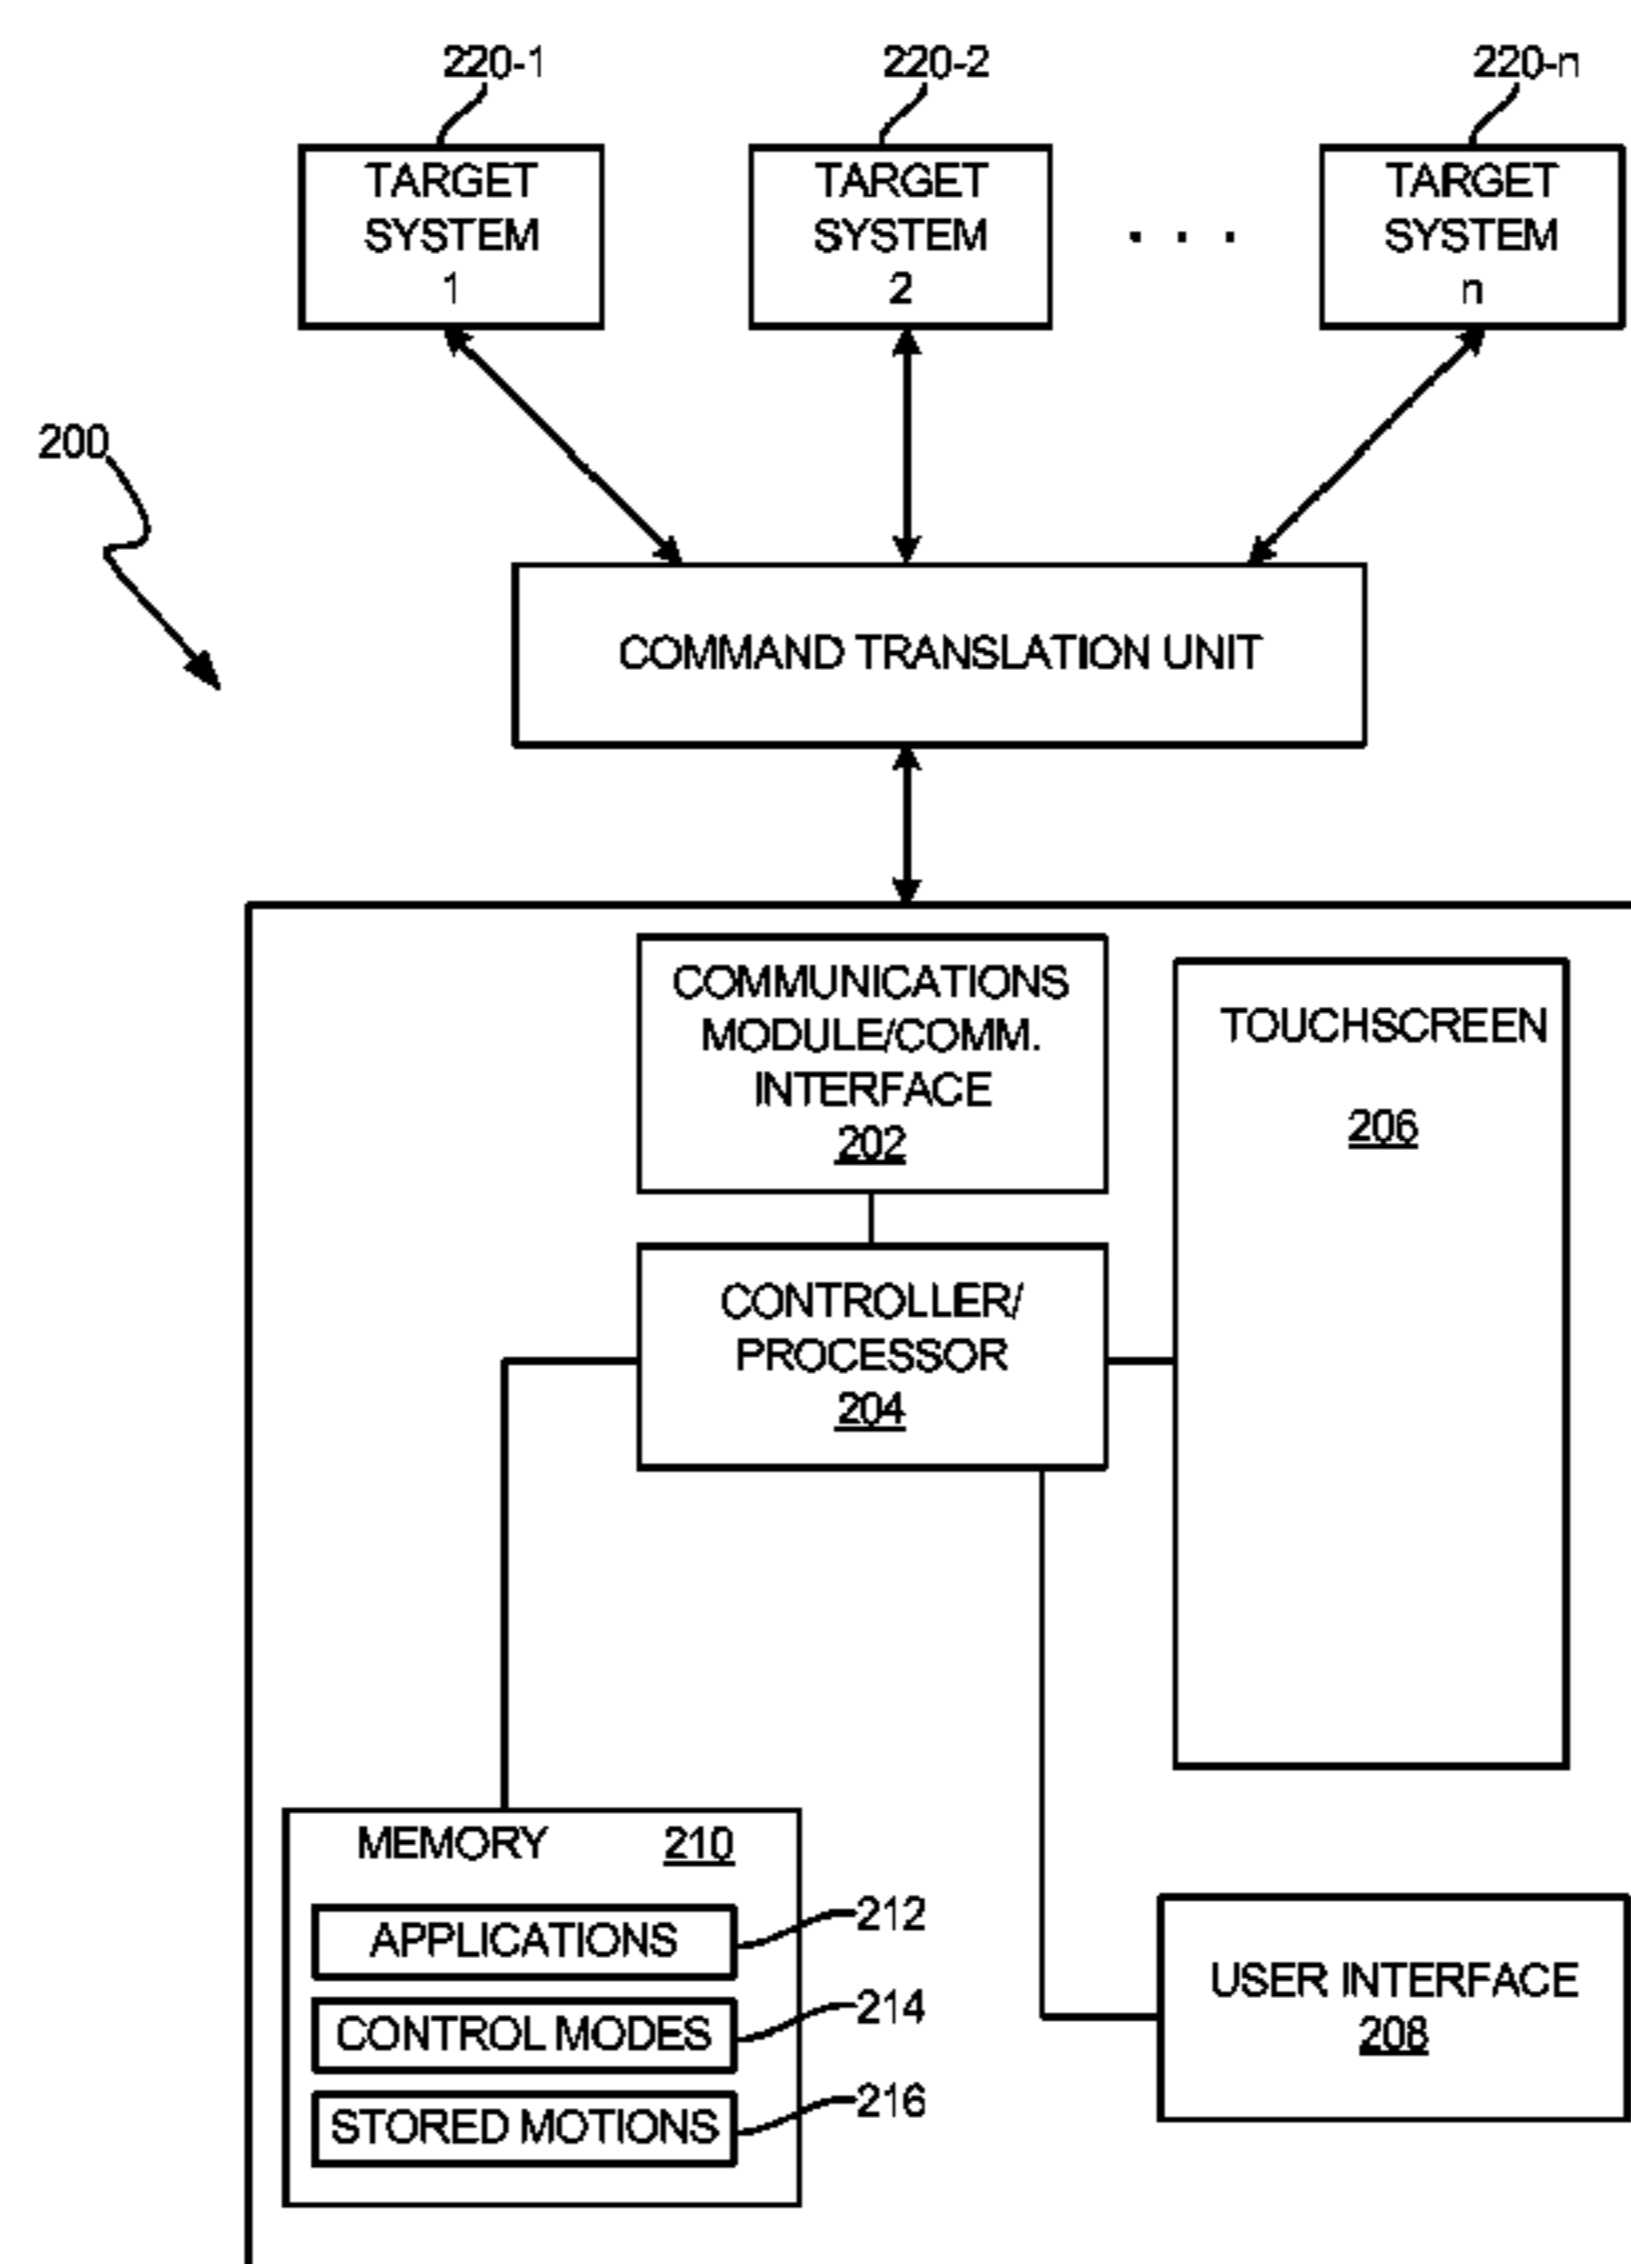 220-1
220-2
220-n
TARGET
SYSTEM
1
TARGET
SYSTEM
2
. . .
TARGET
SYSTEM
n
200
COMMAND TRANSLATION UNIT
COMMUNICATIONS
MODULE/COMM.
INTERFACE
202
TOUCHSCREEN
206
CONTROLLER/
PROCESSOR
204
MEMORY 210
APPLICATIONS
212
CONTROL MODES
214
STORED MOTIONS
216
USER INTERFACE
208